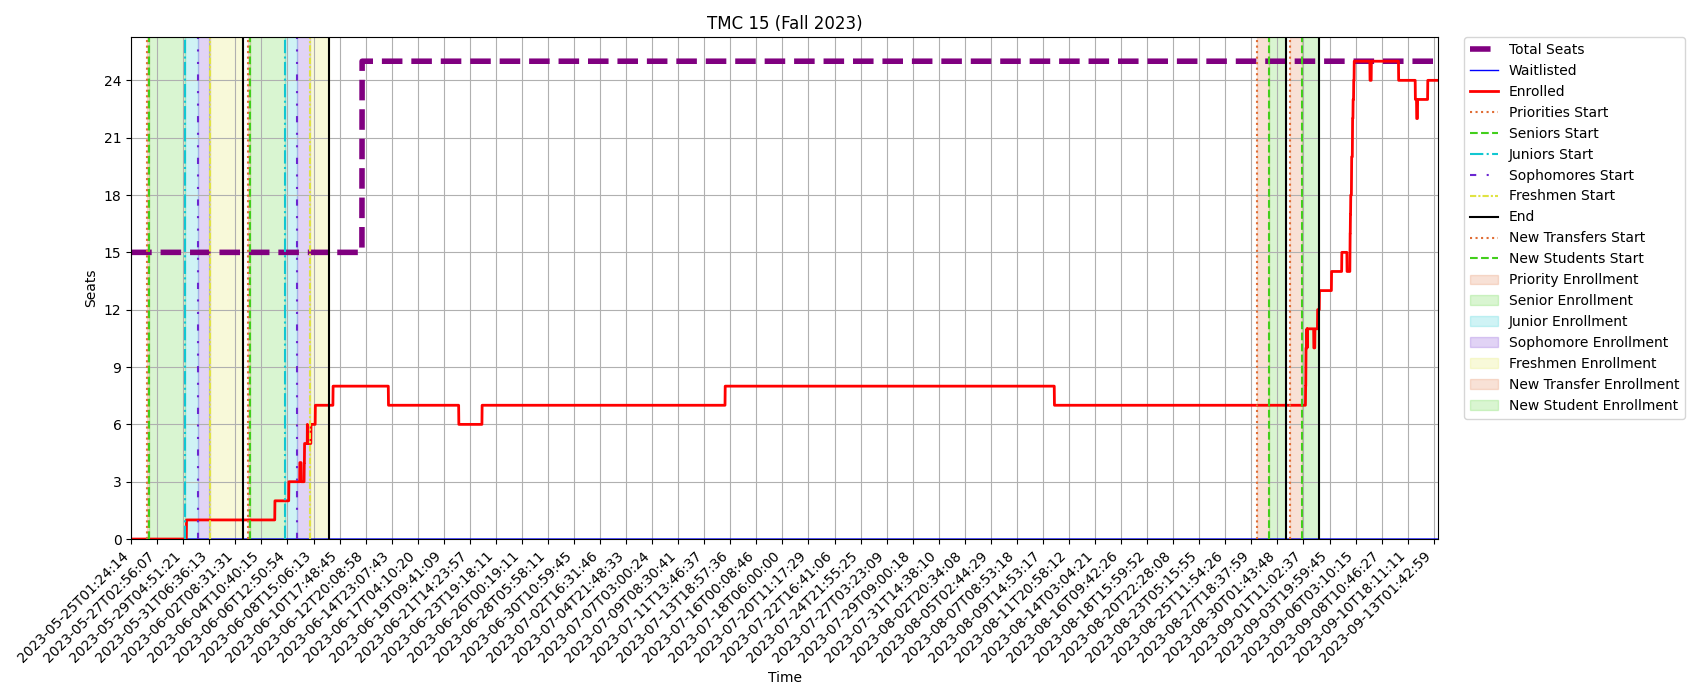 TMC 15 (Fall 2023)
Seats
24
21
18
15
12
9
6
3
0
2023-05-25T01:24:14
2023-05-27T02:56:07
2023-05-29T04:51:21
2023-05-31T06:36:13
2023-06-02T08:31:31
2023-06-04T10:40:15
2023-06-06T12:50:54
2023-06-08T15:06:13
2023-06-10T17:48:45
2023-06-12T20:08:58
2023-06-14T23:07:43
2023-06-17T04:10:20
2023-06-19T09:41:09
2023-06-21T14:23:57
2023-06-23T19:18:11
2023-06-26T00:19:11
2023-06-28T05:58:11
2023-06-30T10:59:45
2023-07-02T16:31:46
2023-07-04T21:48:33
2023-07-07T03:00:24
2023-07-09T08:30:41
2023-07-11T13:46:37
2023-07-13T18:57:36
2023-07-16T00:08:46
2023-07-18T06:00:00
2023-07-20T11:17:29
2023-07-22T16:41:06
2023-07-24T21:55:25
2023-07-27T03:23:09
2023-07-29T09:00:18
2023-07-31T14:38:10
2023-08-02T20:34:08
2023-08-05T02:44:29
2023-08-07T08:53:18
2023-08-09T14:53:17
2023-08-11T20:58:12
2023-08-14T03:04:21
2023-08-16T09:42:26
2023-08-18T15:59:52
2023-08-20T22:28:08
2023-08-23T05:15:55
2023-08-25T11:54:26
2023-08-27T18:37:59
2023-08-30T01:43:48
2023-09-01T11:02:37
2023-09-03T19:59:45
2023-09-06T03:10:15
2023-09-08T10:46:27
2023-09-10T18:11:11
2023-09-13T01:42:59
Time
Total Seats
Waitlisted
Enrolled
Priorities Start
Seniors Start
Juniors Start
Sophomores Start
Freshmen Start
End
New Transfers Start
New Students Start
Priority Enrollment
Senior Enrollment
Junior Enrollment
Sophomore Enrollment
Freshmen Enrollment
New Transfer Enrollment
New Student Enrollment